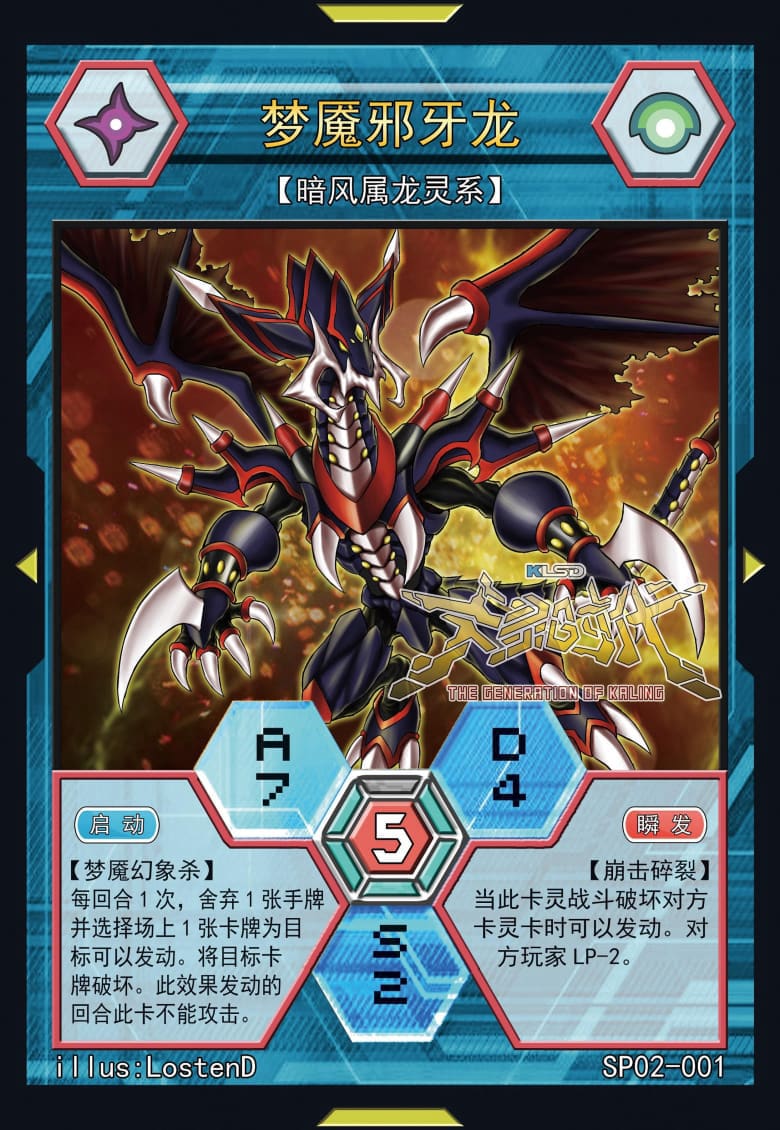 梦魇邪牙龙
【暗风属龙灵系】
KLSD
卡灵时代
THE GENERATION OF KALING
A
7
D
4
5
S
2
启动
【梦魇幻象杀】
每回合1次，舍弃1张手牌
并选择场上1张卡牌为目
标可以发动。将目标卡
牌破坏。此效果发动的
回合此卡不能攻击。
瞬发
【崩击碎裂】
当此卡灵战斗破坏对方
卡灵卡时可以发动。对
方玩家LP-2。
illus:LostenD
SP02-001